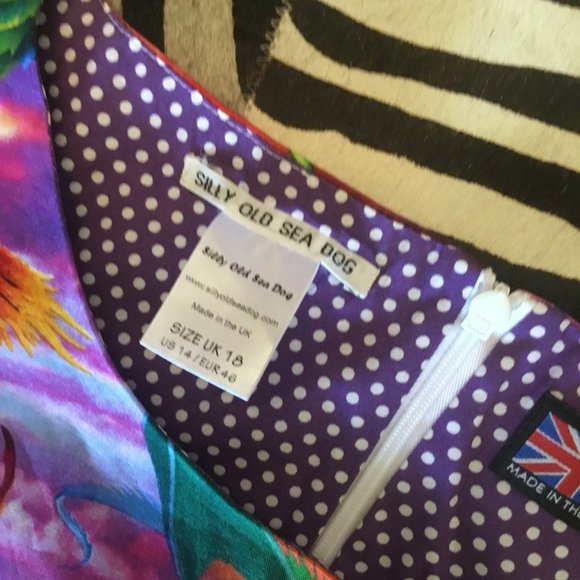 SILLY OLD SEA DOG
Silly Old Sea Dog
www.sillyoldseadog.com
Made in the UK
SIZE UK 18
US 14 / EUR 46
MADE IN THE